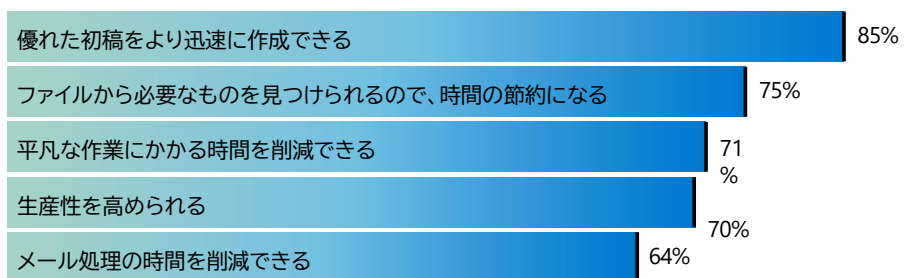 優れた初稿をより迅速に作成できる 85%
ファイルから必要なものを見つけられるので、時間の節約になる 75%
平凡な作業にかかる時間を削減できる 71
%
生産性を高められる
70%
メール処理の時間を削減できる 64%